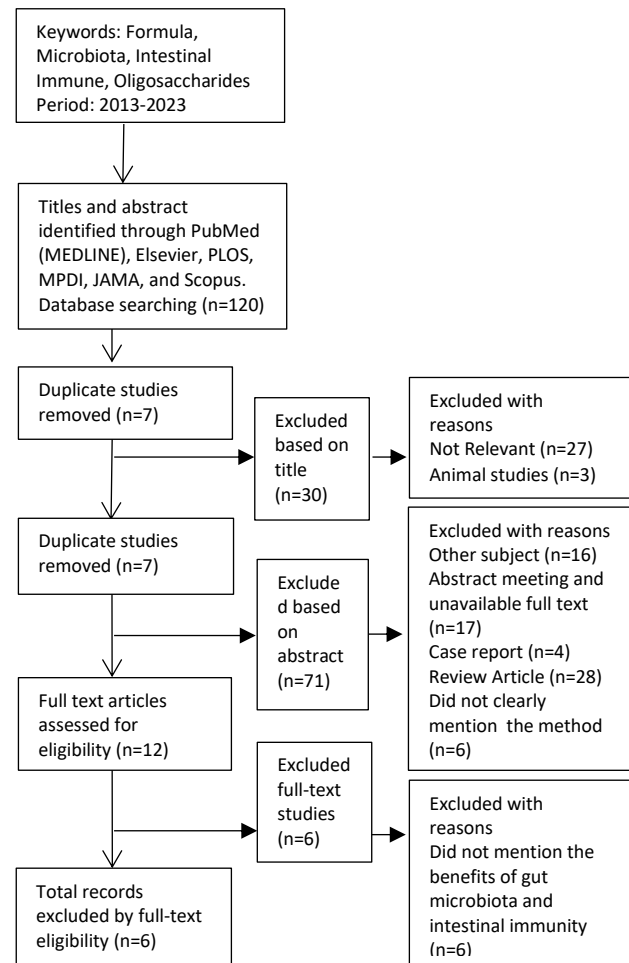 Keywords: Formula,
Microbiota, Intestinal
Immune, Oligosaccharides
Period: 2013-2023
Titles and abstract
identified through PubMed
(MEDLINE), Elsevier, PLOS,
MPDI, JAMA, and Scopus.
Database searching (n=120)
Duplicate studies
removed (n=7)
Excluded
based on
title
(n=30)
Excluded with
reasons
Not Relevant (n=27)
Animal studies (n=3)
Duplicate studies
removed (n=7)
Exclude
d based
on
abstract
(n=71)
Excluded with reasons
Other subject (n=16)
Abstract meeting and
unavailable full text
(n=17)
Case report (n=4)
Review Article (n=28)
Did not clearly
mention the method
(n=6)
Full text articles
assessed for
eligibility (n=12)
Excluded
full-text
studies
(n=6)
Excluded with
reasons
Did not mention the
benefits of gut
microbiota and
intestinal immunity
(n=6)
Total records
excluded by full-text
eligibility (n=6)